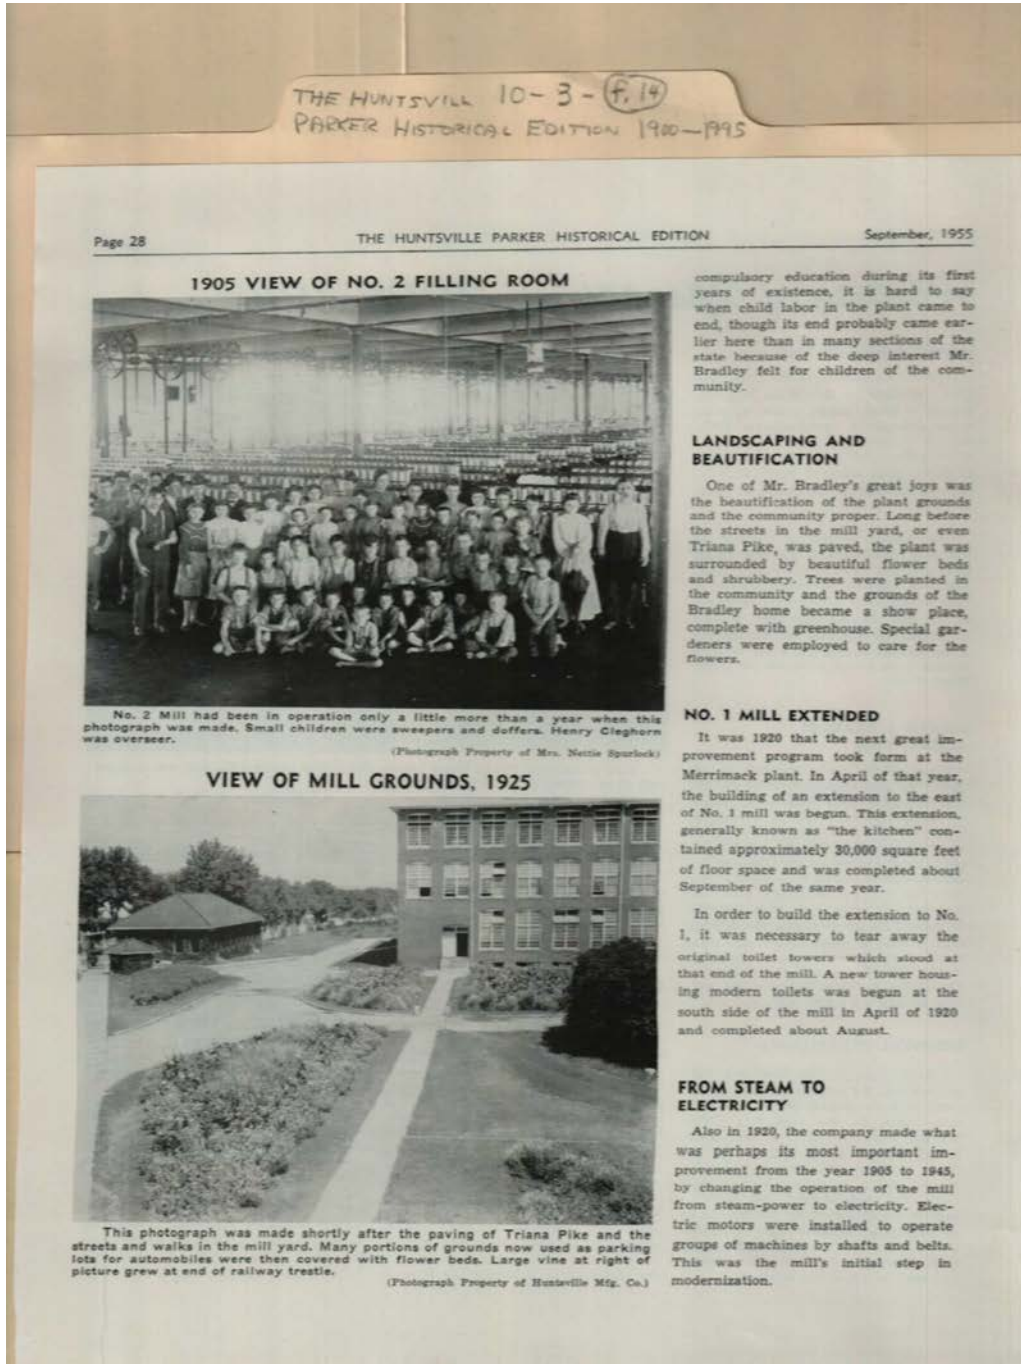 THE HUNTSVILL 10-3-f.14
PARKER HISTORICAL EDITION 1900-1995
Page 28
THE HUNTSVILLE PARKER HISTORICAL EDITION
September, 1955
1905 VIEW OF NO. 2 FILLING ROOM
No. 2 Mill had been in operation only a little more than a year when this
photograph was made. Small children were sweepers and doffers. Henry Cleghorn
was overseer.
(Photograph Property of Mrs. Nettie Spurlock)
VIEW OF MILL GROUNDS, 1925
This photograph was made shortly after the paving of Triana Pike and the
streets and walks in the mill yard. Many portions of grounds now used as parking
lots for automobiles were then covered with flower beds. Large vine at right of
picture grew at end of railway trestle.
(Photograph Property of Huntsville Mfg. Co.)
compulsory education during its first
years of existence, it is hard to say
when child labor in the plant came to
end, though its end probably came ear-
lier here than in many sections of the
state because of the deep interest Mr.
Bradley felt for children of the com-
munity.
LANDSCAPING AND
BEAUTIFICATION
One of Mr. Bradley's great joys was
the beautification of the plant grounds
and the community proper. Long before
the streets in the mill yard, or even
Triana Pike, was paved, the plant was
surrounded by beautiful flower beds
and shrubbery. Trees were planted in
the community and the grounds of the
Bradley home became a show place,
complete with greenhouse. Special gar-
deners were employed to care for the
flowers.
NO. 1 MILL EXTENDED
It was 1920 that the next great im-
provement program took form at the
Merrimack plant. In April of that year,
the building of an extension to the east
of No. 1 mill was begun. This extension,
generally known as "the kitchen" con-
tained approximately 30,000 square feet
of floor space and was completed about
September of the same year.
In order to build the extension to No.
1, it was necessary to tear away the
original toilet towers which stood at
that end of the mill. A new tower hous-
ing modern toilets was begun at the
south side of the mill in April of 1920
and completed about August.
FROM STEAM TO
ELECTRICITY
Also in 1920, the company made what
was perhaps its most important im-
provement from the year 1905 to 1945,
by changing the operation of the mill
from steam-power to electricity. Elec-
tric motors were installed to operate
groups of machines by shafts and belts.
This was the mill's initial step in
modernization.